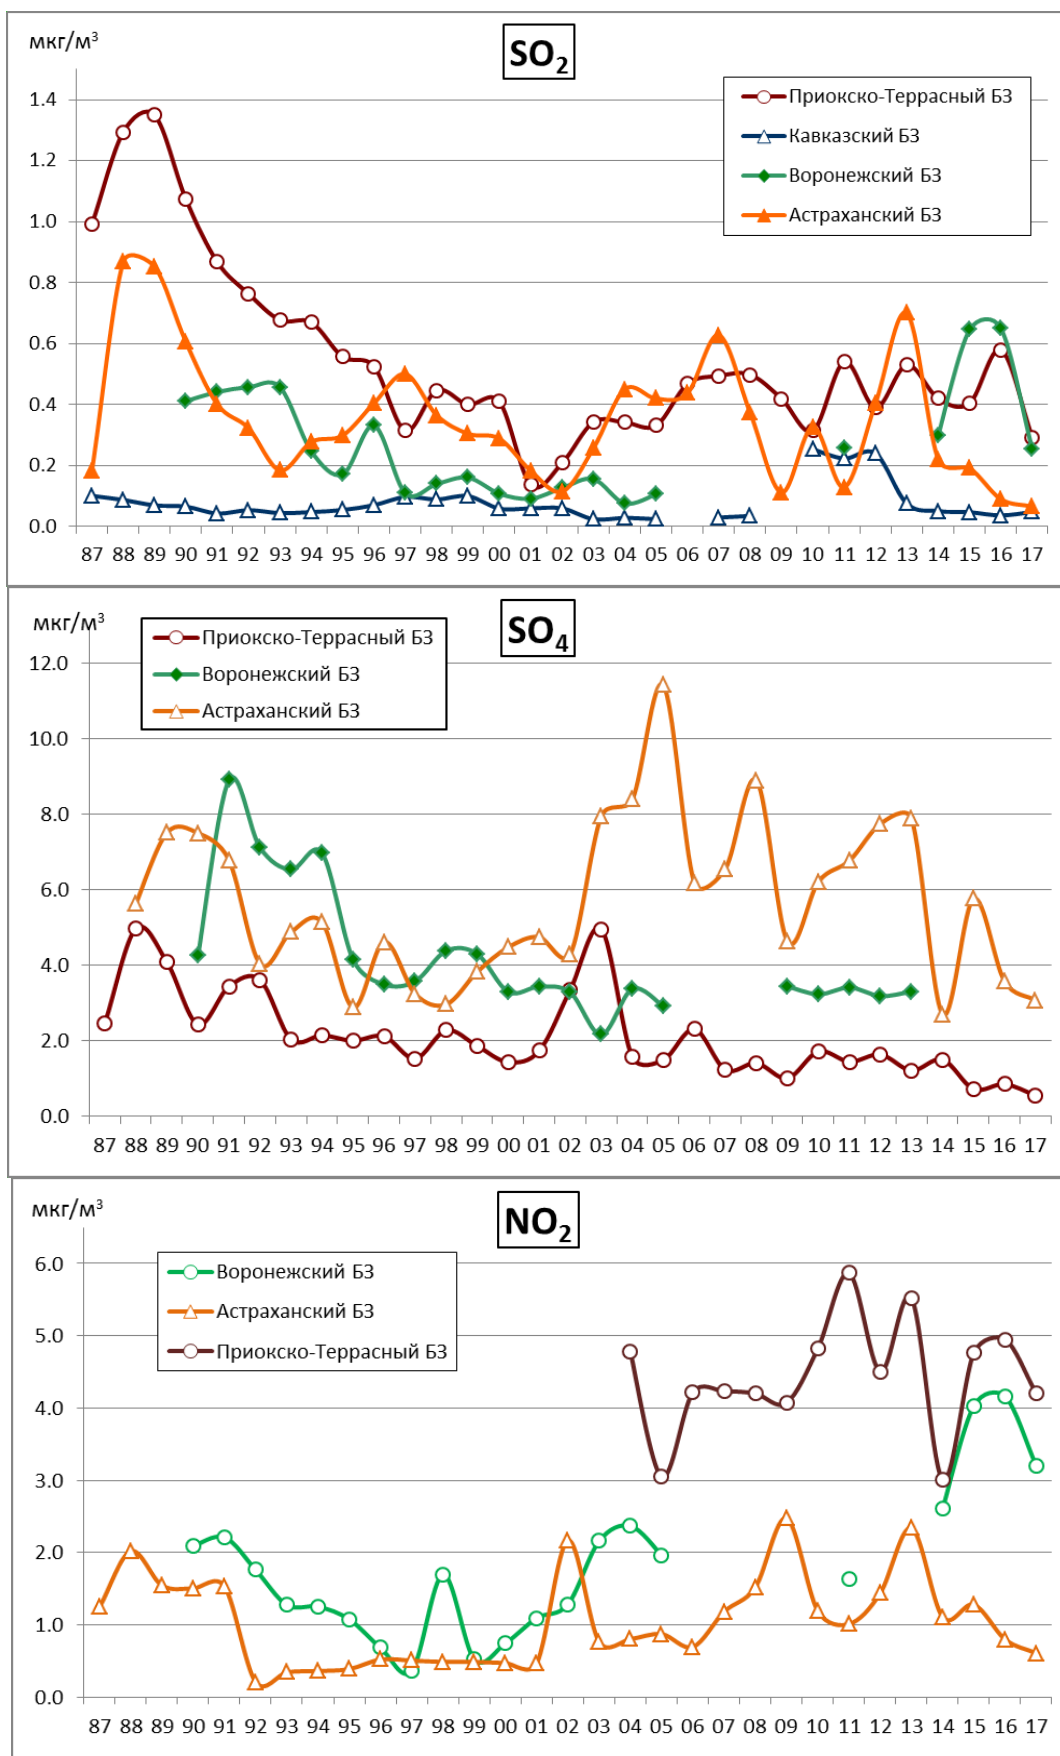 мкг/м³
SO₂
1.4
1.2
1.0
0.8
0.6
0.4
0.2
0.0
Приокско-Террасный БЗ
Кавказский БЗ
Воронежский БЗ
Астраханский БЗ
87 88 89 90 91 92 93 94 95 96 97 98 99 00 01 02 03 04 05 06 07 08 09 10 11 12 13 14 15 16 17
мкг/м³
SO₄
12.0
10.0
8.0
6.0
4.0
2.0
0.0
Приокско-Террасный БЗ
Воронежский БЗ
Астраханский БЗ
87 88 89 90 91 92 93 94 95 96 97 98 99 00 01 02 03 04 05 06 07 08 09 10 11 12 13 14 15 16 17
мкг/м³
NO₂
6.0
5.0
4.0
3.0
2.0
1.0
0.0
Воронежский БЗ
Астраханский БЗ
Приокско-Террасный БЗ
87 88 89 90 91 92 93 94 95 96 97 98 99 00 01 02 03 04 05 06 07 08 09 10 11 12 13 14 15 16 17